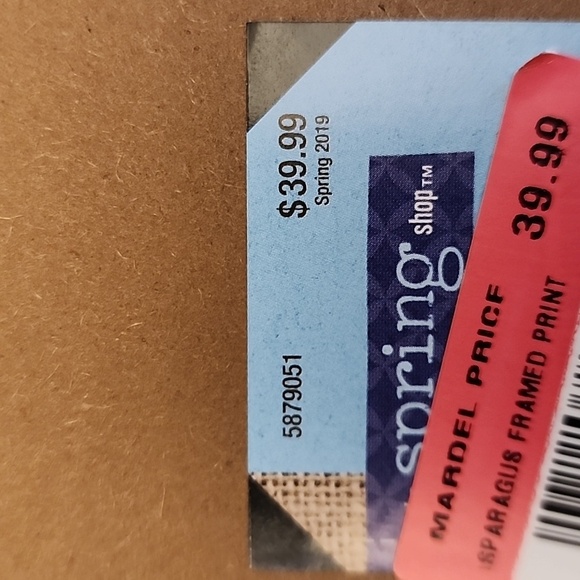 5879051
$39.99
Spring 2019
spring shop™
MARDEL PRICE 39.99
SPARAGUS FRAMED PRINT